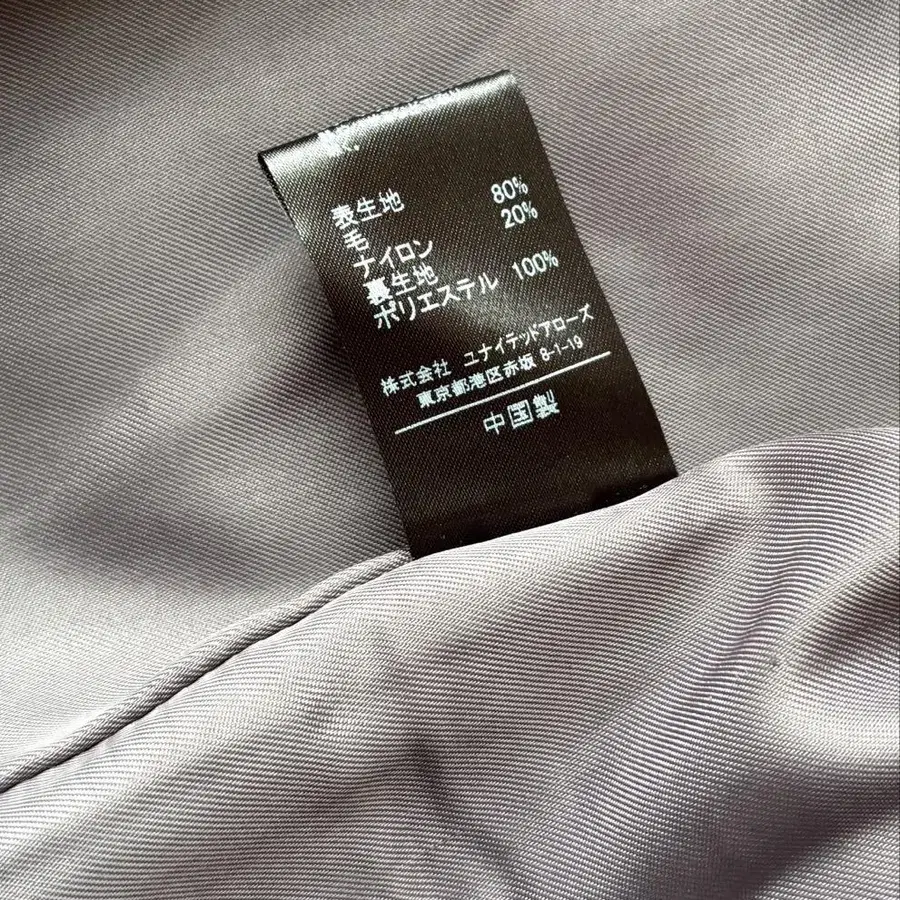 表生地
毛 80%
ナイロン 20%
裏生地
ポリエステル 100%
株式会社 ユナイテッドアローズ
東京都港区赤坂 8-1-19
中国製